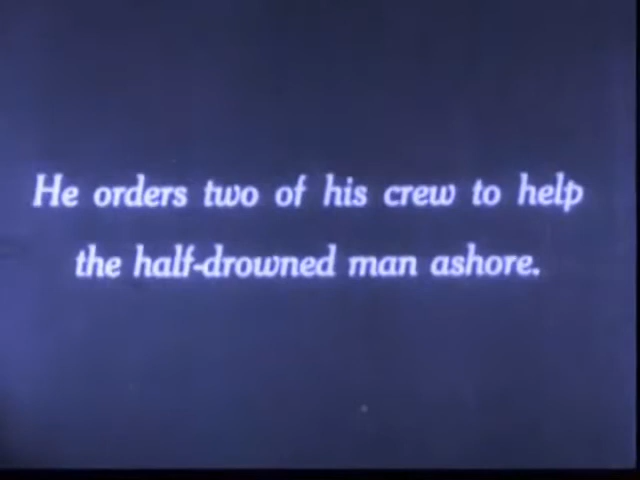 He orders two of his crew to help
the half-drowned man ashore.